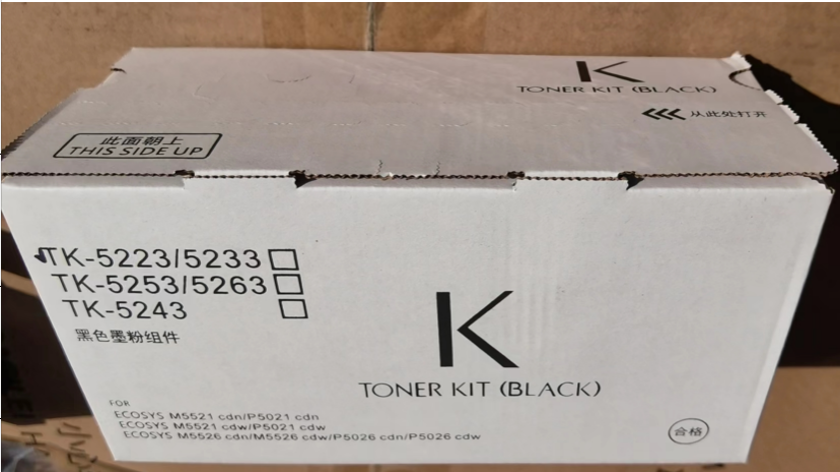 K
TONER KIT (BLACK)
从此处打开
此面朝上
THIS SIDE UP
TK-5223/5233
TK-5253/5263
TK-5243
黑色墨粉组件
K
TONER KIT (BLACK)
FOR
ECOSYS M5521 cdn/P5021 cdn
ECOSYS M5521 cdw/P5021 cdw
ECOSYS M5526 cdn/M5526 cdw/P5026 cdn/P5026 cdw
合格